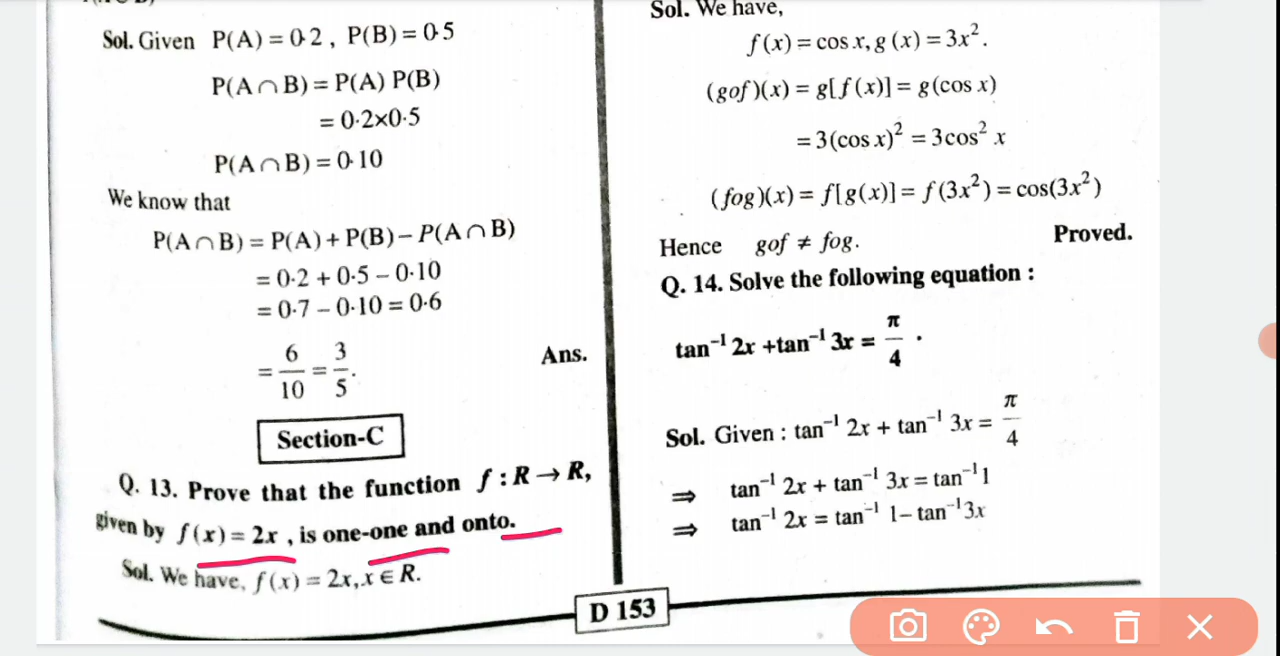 Sol. Given P(A) = 0·2 , P(B) = 0·5
P(A∩B) = P(A) P(B)
= 0·2×0·5
P(A∩B) = 0·10
We know that
P(A∩B) = P(A) + P(B) – P(A∩B)
= 0·2 + 0·5 – 0·10
= 0·7 – 0·10 = 0·6
= 6/10 = 3/5. Ans.
Section-C
Q. 13. Prove that the function f : R → R,
given by f(x) = 2x , is one-one and onto.
Sol. We have, f(x) = 2x, x ∈ R.
Sol. We have,
f(x) = cos x, g (x) = 3x².
(gof)(x) = g[f(x)] = g(cos x)
= 3(cos x)² = 3cos² x
(fog)(x) = f[g(x)] = f(3x²) = cos(3x²)
Hence gof ≠ fog. Proved.
Q. 14. Solve the following equation :
tan⁻¹ 2x + tan⁻¹ 3x = π/4 .
Sol. Given : tan⁻¹ 2x + tan⁻¹ 3x = π/4
⇒ tan⁻¹ 2x + tan⁻¹ 3x = tan⁻¹ 1
⇒ tan⁻¹ 2x = tan⁻¹ 1 – tan⁻¹ 3x
D 153